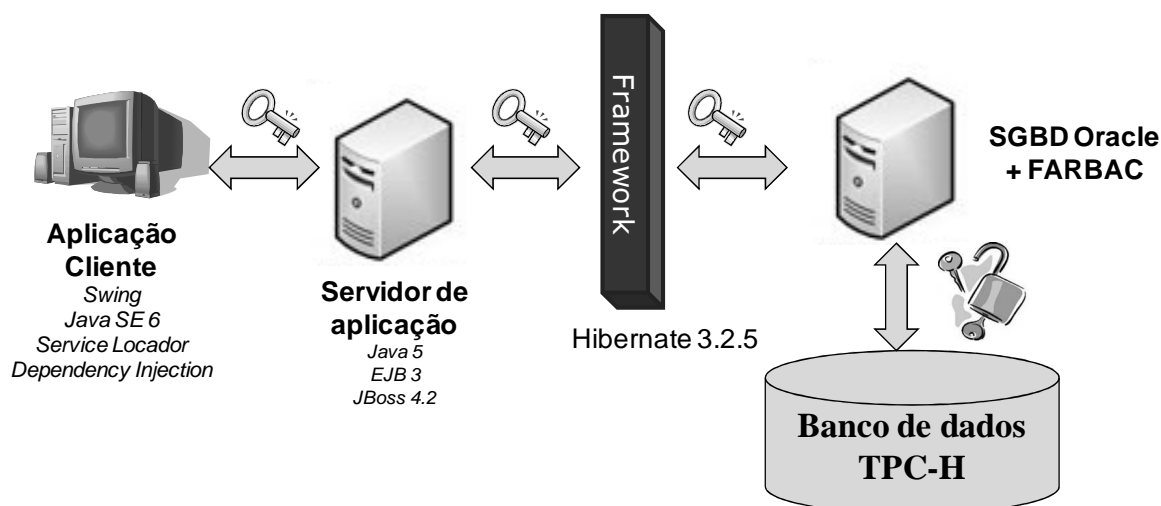 Aplicação
Cliente
Swing
Java SE 6
Service Locador
Dependency Injection
Servidor de
aplicação
Java 5
EJB 3
JBoss 4.2
Framework
Hibernate 3.2.5
SGBD Oracle
+ FARBAC
Banco de dados
TPC-H